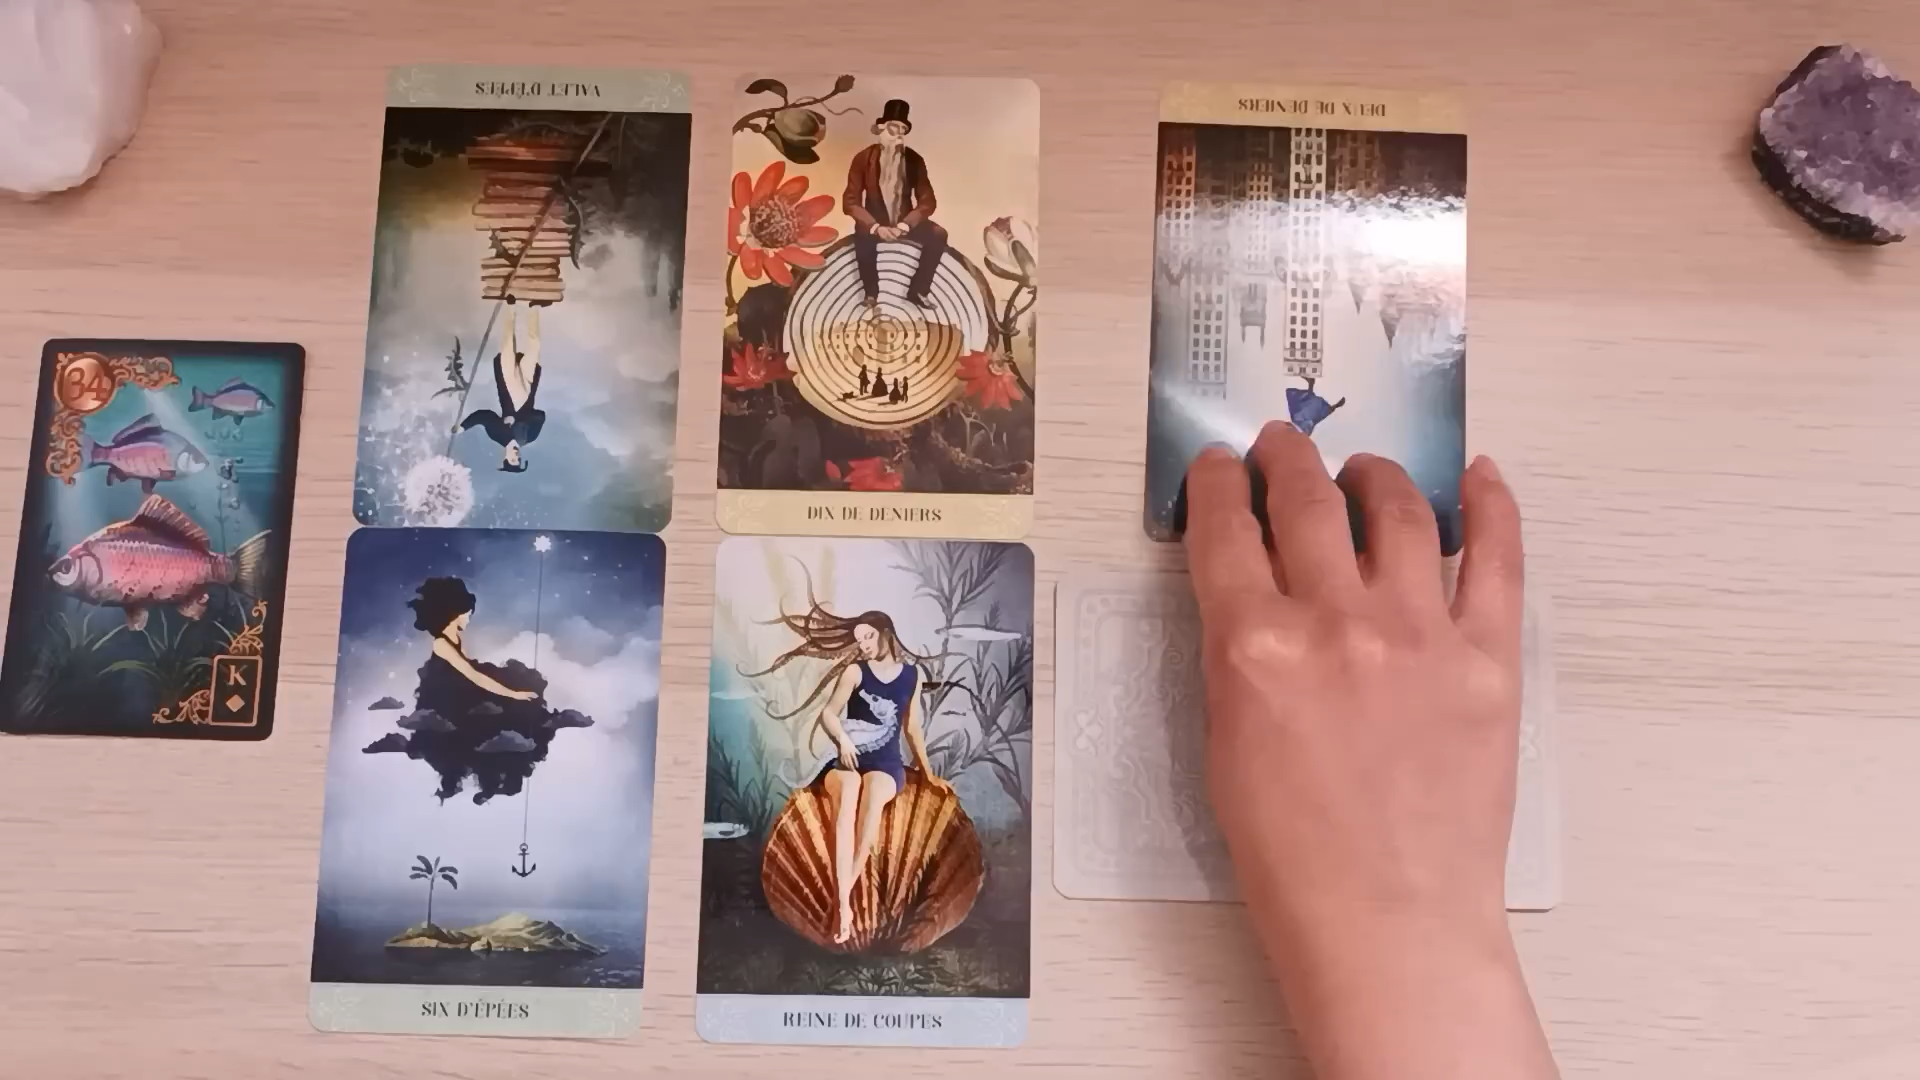 VALET D'ÉPÉES
DEUX DE DENIERS
34
DIX DE DENIERS
K
SIX D'ÉPÉES
REINE DE COUPES